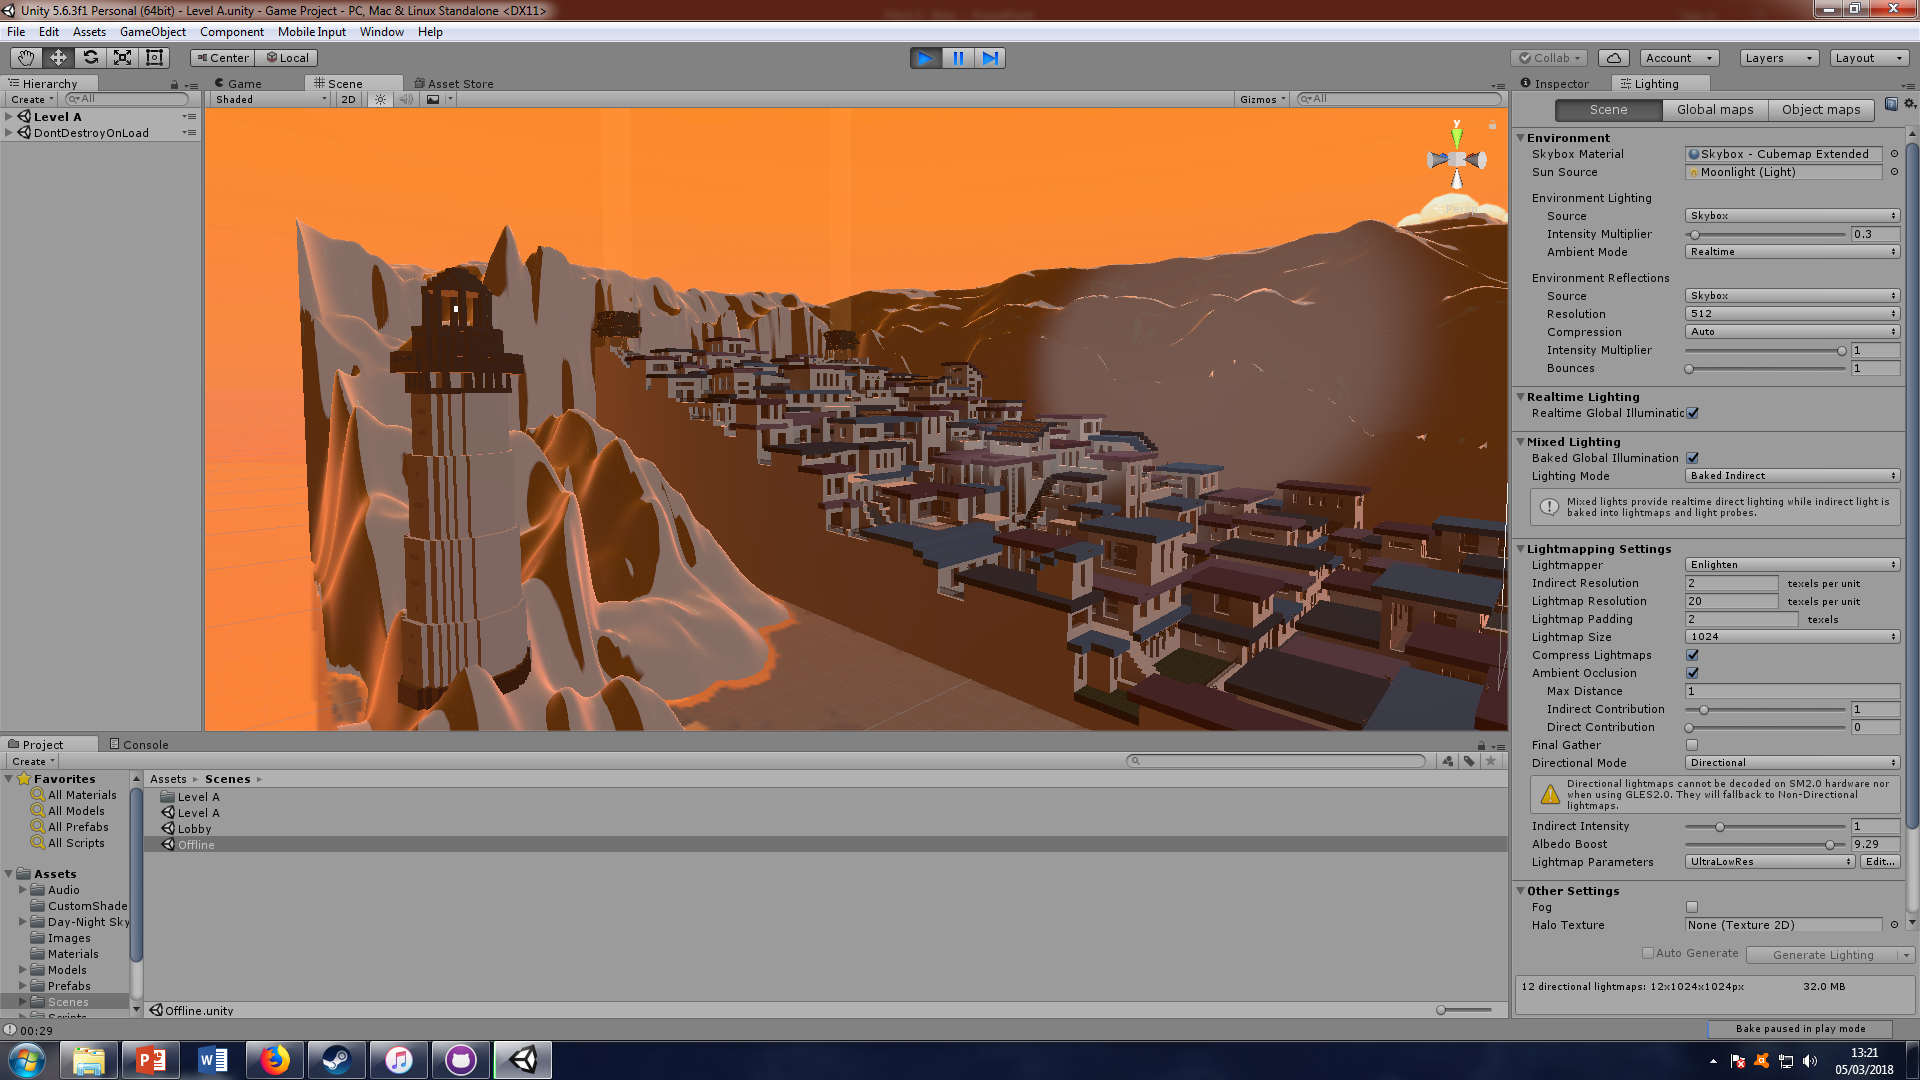 Unity 5.6.3f1 Personal (64bit) - Level A.unity - Game Project - PC, Mac & Linux Standalone <DX11>
File Edit Assets GameObject Component Mobile Input Window Help
Center Local Collab Account Layers Layout
Hierarchy Game Scene Asset Store Inspector Lighting
Create All Shaded 2D Gizmos All
Level A
DontDestroyOnLoad
y
Persp
Scene Global maps Object maps
Environment
Skybox Material Skybox - Cubemap Extended
Sun Source Moonlight (Light)
Environment Lighting
Source Skybox
Intensity Multiplier 0.3
Ambient Mode Realtime
Environment Reflections
Source Skybox
Resolution 512
Compression Auto
Intensity Multiplier 1
Bounces 1
Realtime Lighting
Realtime Global Illuminatio
Mixed Lighting
Baked Global Illumination
Lighting Mode Baked Indirect
Mixed lights provide realtime direct lighting while indirect light is
baked into lightmaps and light probes.
Lightmapping Settings
Lightmapper Enlighten
Indirect Resolution 2 texels per unit
Lightmap Resolution 20 texels per unit
Lightmap Padding 2 texels
Lightmap Size 1024
Compress Lightmaps
Ambient Occlusion
Max Distance 1
Indirect Contribution 1
Direct Contribution 0
Final Gather
Directional Mode Directional
Directional lightmaps cannot be decoded on SM2.0 hardware nor
when using GLES2.0. They will fallback to Non-Directional
lightmaps.
Indirect Intensity 1
Albedo Boost 9.29
Lightmap Parameters UltraLowRes Edit...
Other Settings
Fog
Halo Texture None (Texture 2D)
Auto Generate Generate Lighting
12 directional lightmaps: 12x1024x1024px 32.0 MB
Bake paused in play mode
Project Console
Create
Favorites
All Materials
All Models
All Prefabs
All Scripts
Assets
Audio
CustomShade
Day-Night Sky
Images
Materials
Models
Prefabs
Scenes
Scripts
Assets Scenes
Level A
Level A
Lobby
Offline
Offline.unity
00:29
13:21
05/03/2018